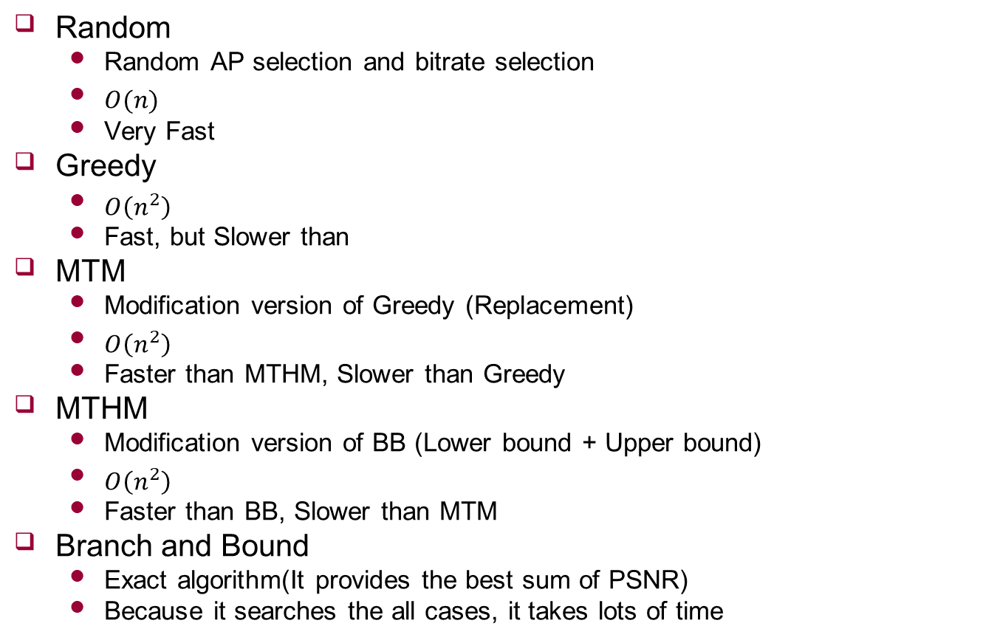 Random
Random AP selection and bitrate selection
O(n)
Very Fast
Greedy
O(n²)
Fast, but Slower than
MTM
Modification version of Greedy (Replacement)
O(n²)
Faster than MTHM, Slower than Greedy
MTHM
Modification version of BB (Lower bound + Upper bound)
O(n²)
Faster than BB, Slower than MTM
Branch and Bound
Exact algorithm(It provides the best sum of PSNR)
Because it searches the all cases, it takes lots of time